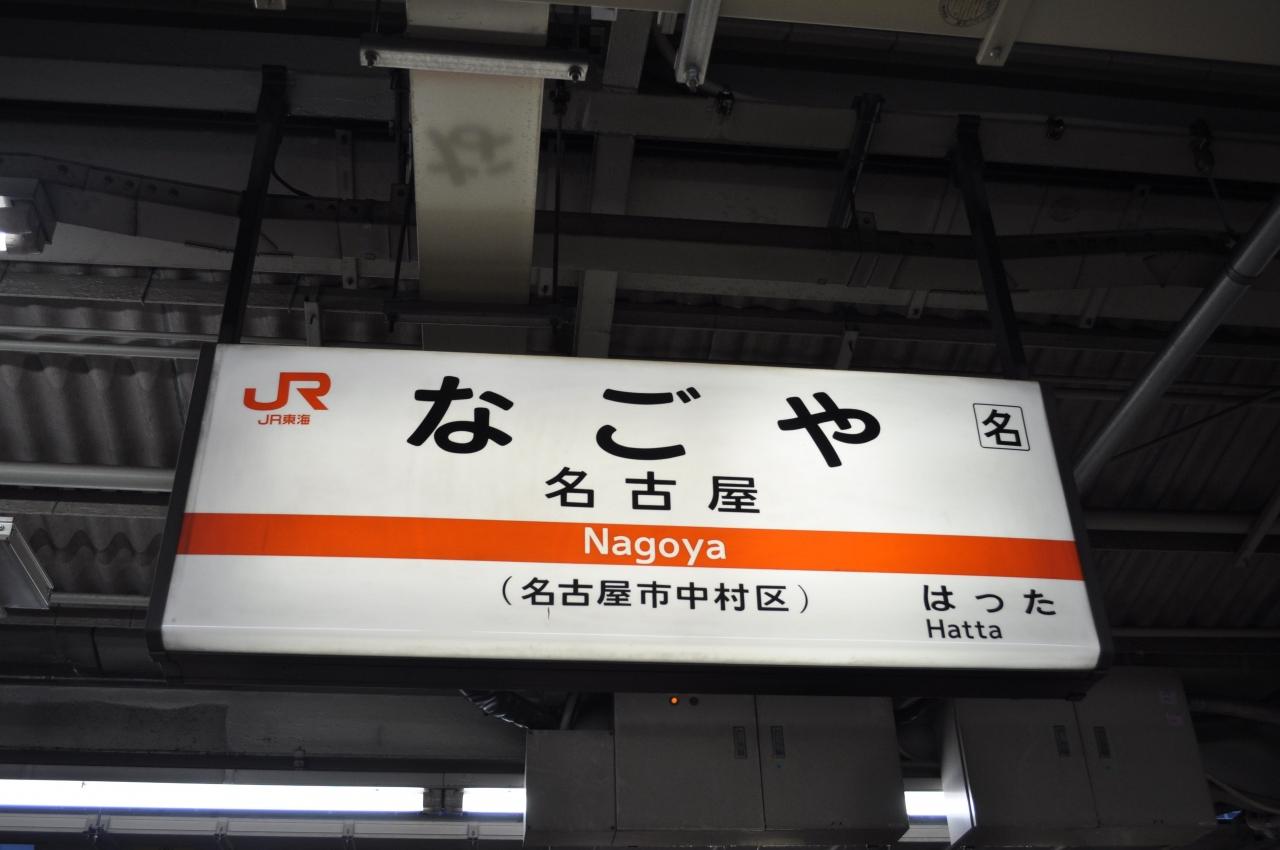 な
JR
JR東海
なごや
名
名古屋
Nagoya
（名古屋市中村区）
はった
Hatta